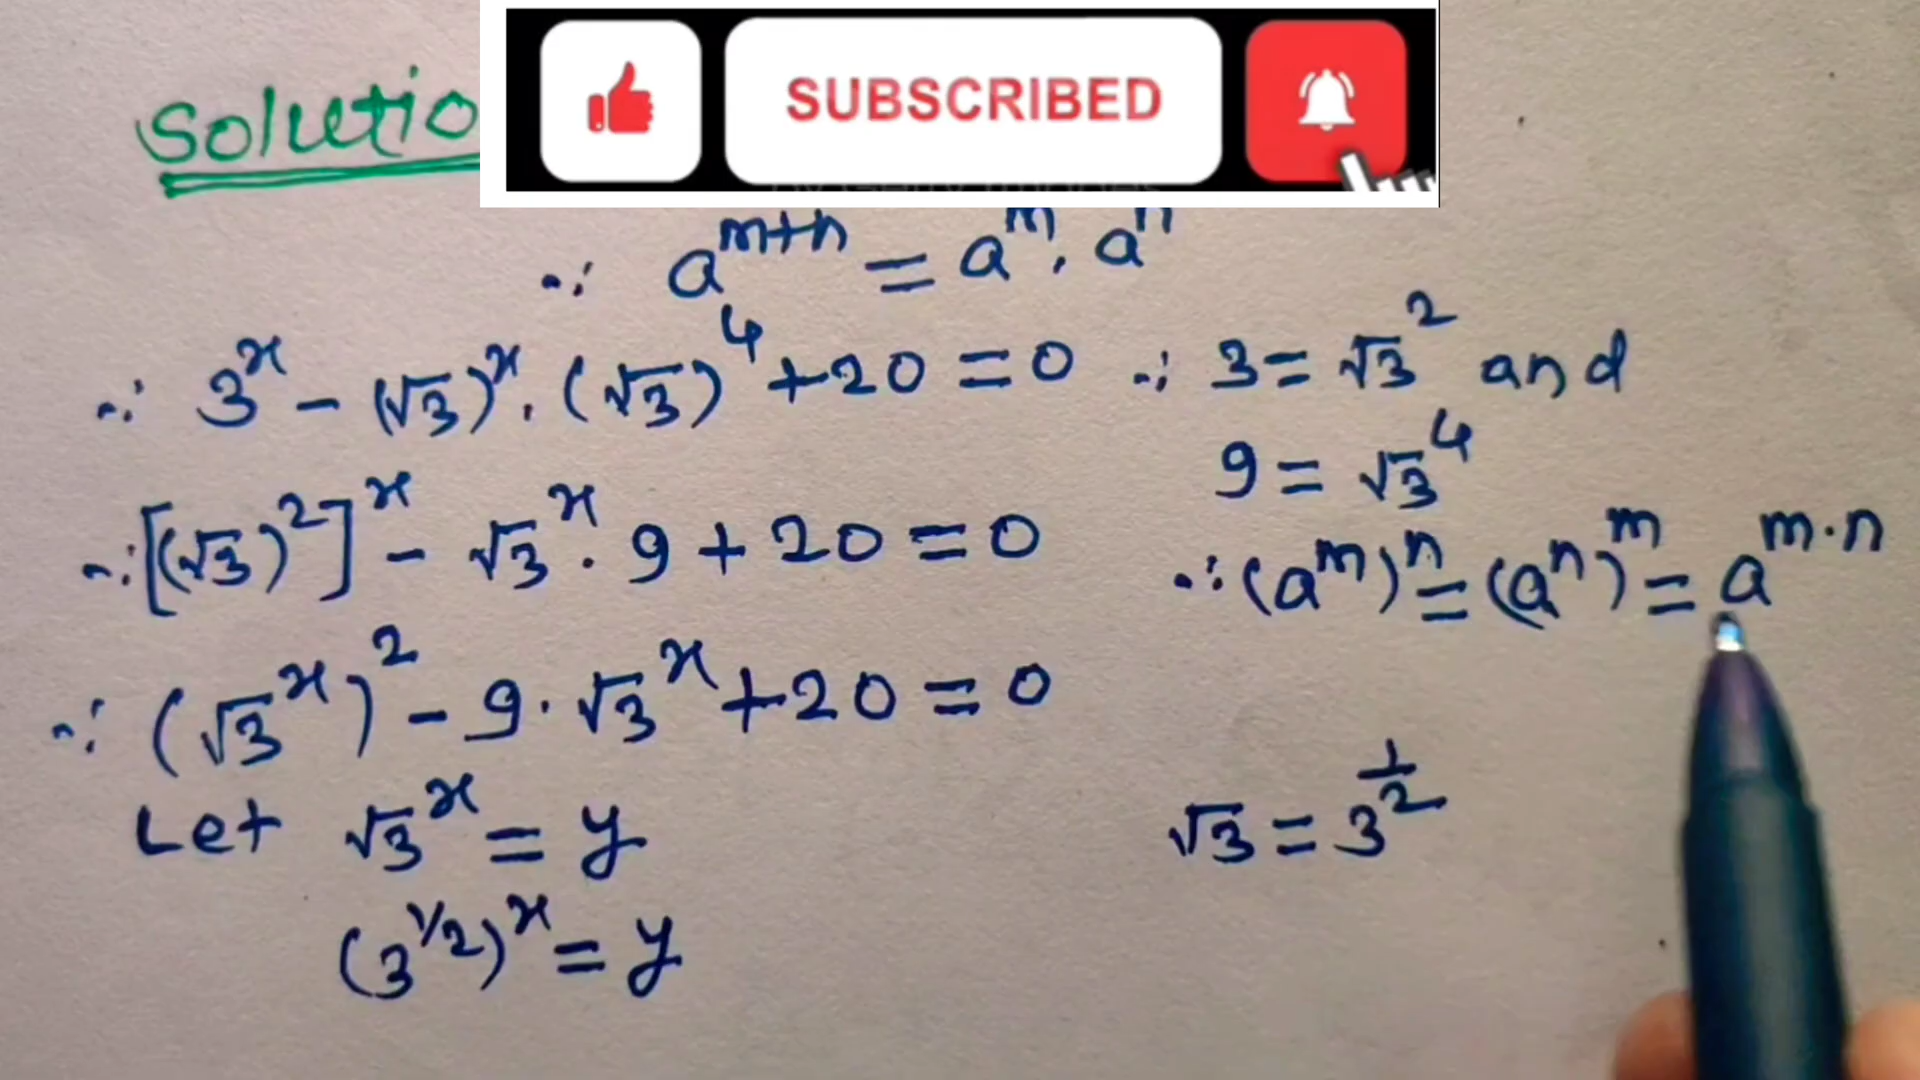 SUBSCRIBED
Solutio
∴ a^{m+n} = a^m . a^n
∴ 3^x - (√3)^x . (√3)^4 + 20 = 0 ∴ 3 = √3^2 and
9 = √3^4
∴ [(√3)^2]^x - √3^x . 9 + 20 = 0
∵ (a^m)^n = (a^n)^m = a^{m·n}
∴ (√3^x)^2 - 9 · √3^x + 20 = 0
Let √3^x = y
√3 = 3^{1/2}
(3^{1/2})^x = y